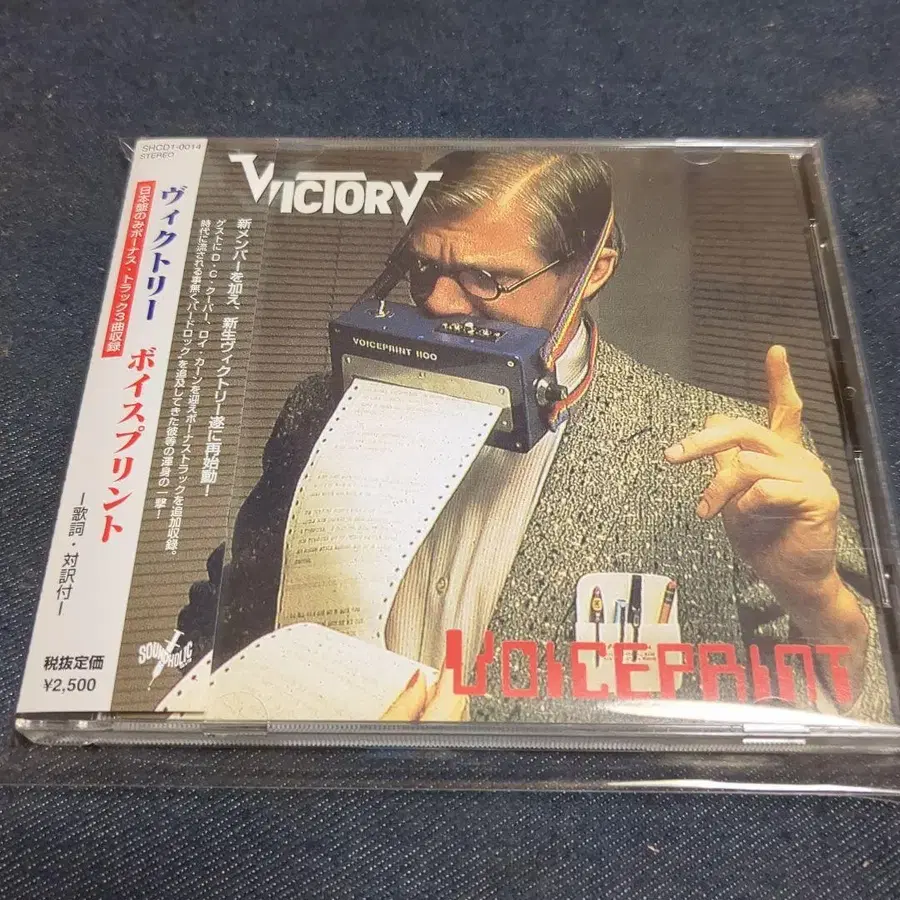 SHCD1-0014
STEREO
日本盤のみボーナス・トラック3曲収録
ヴィクトリー ボイスプリント
ー歌詞・対訳付ー
税抜定価
¥2,500
新メンバーを加え、新生ヴィクトリー遂に再始動!
ゲストにD.C.クーパー、ロイ・カーンを迎えボーナストラックを追加収録。
時代に流される事無く“ハードロック”を追及してきた彼等の渾身の一撃!
SOUNDHOLIC
VICTORY
VOICEPRINT 1100
VOICEPRINT